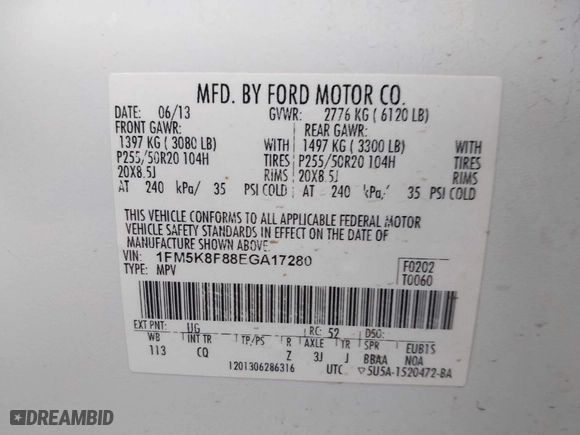 MFD. BY FORD MOTOR CO.
DATE: 06/13 GVWR: 2776 KG ( 6120 LB)
FRONT GAWR: REAR GAWR:
1397 KG ( 3080 LB) WITH 1497 KG ( 3300 LB) WITH
P255/50R20 104H TIRES P255/50R20 104H TIRES
20X8.5J RIMS 20X8.5J RIMS
AT 240 kPa/ 35 PSI COLD AT 240 kPa/ 35 PSI COLD
THIS VEHICLE CONFORMS TO ALL APPLICABLE FEDERAL MOTOR
VEHICLE SAFETY STANDARDS IN EFFECT ON THE DATE OF
MANUFACTURE SHOWN ABOVE.
VIN: 1FM5K8F88EGA17280 F0202
TYPE: MPV T0060
EXT PNT: UG RC: 52 DSO:
WB INT TR TP/PS R AXLE TR SPR EUB1S
113 CQ Z 3J J BBAA NOA
1201306286316 UTC ▽5U5A-1520472-BA
DREAMBID